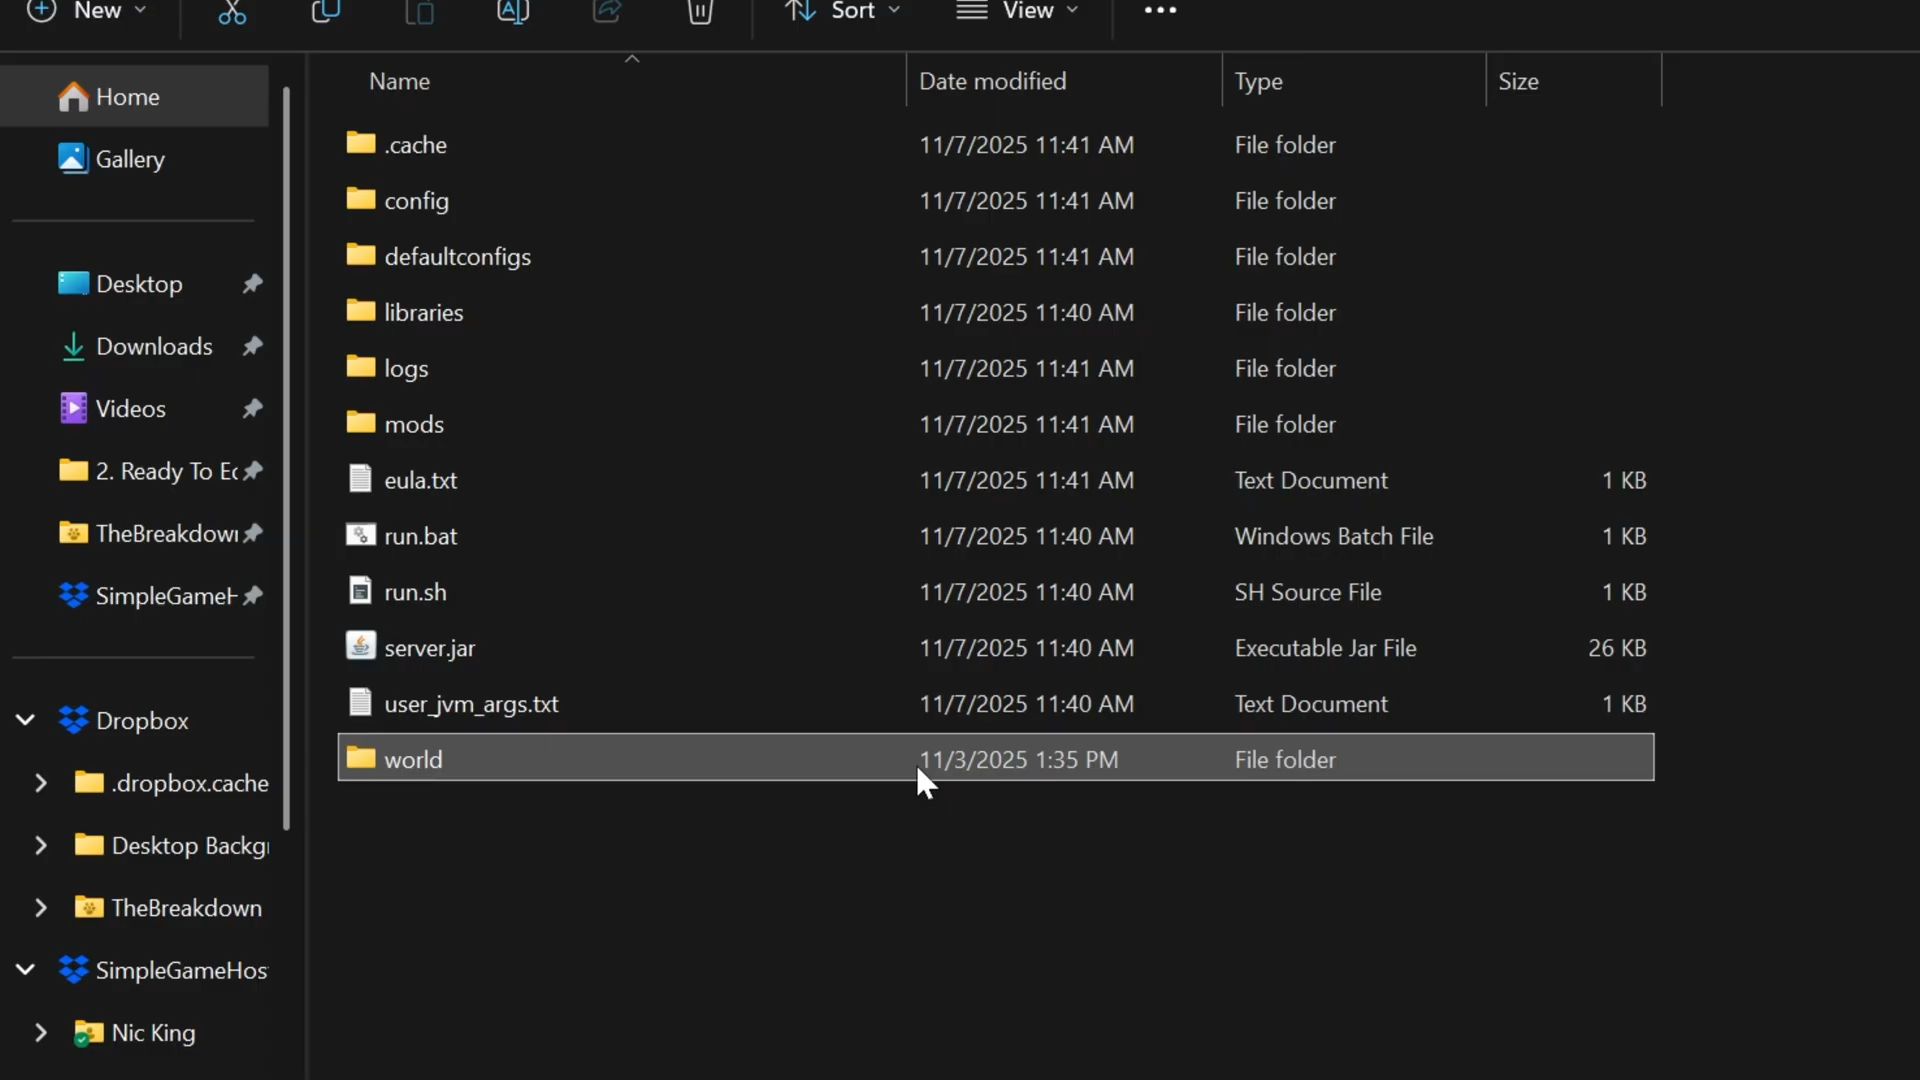 New
Sort
View
Home
Gallery
Desktop
Downloads
Videos
2. Ready To Ec
TheBreakdown
SimpleGameH
Dropbox
.dropbox.cache
Desktop Backgr
TheBreakdown
SimpleGameHost
Nic King
Name Date modified Type Size
.cache 11/7/2025 11:41 AM File folder
config 11/7/2025 11:41 AM File folder
defaultconfigs 11/7/2025 11:41 AM File folder
libraries 11/7/2025 11:40 AM File folder
logs 11/7/2025 11:41 AM File folder
mods 11/7/2025 11:41 AM File folder
eula.txt 11/7/2025 11:41 AM Text Document 1 KB
run.bat 11/7/2025 11:40 AM Windows Batch File 1 KB
run.sh 11/7/2025 11:40 AM SH Source File 1 KB
server.jar 11/7/2025 11:40 AM Executable Jar File 26 KB
user_jvm_args.txt 11/7/2025 11:40 AM Text Document 1 KB
world 11/3/2025 1:35 PM File folder